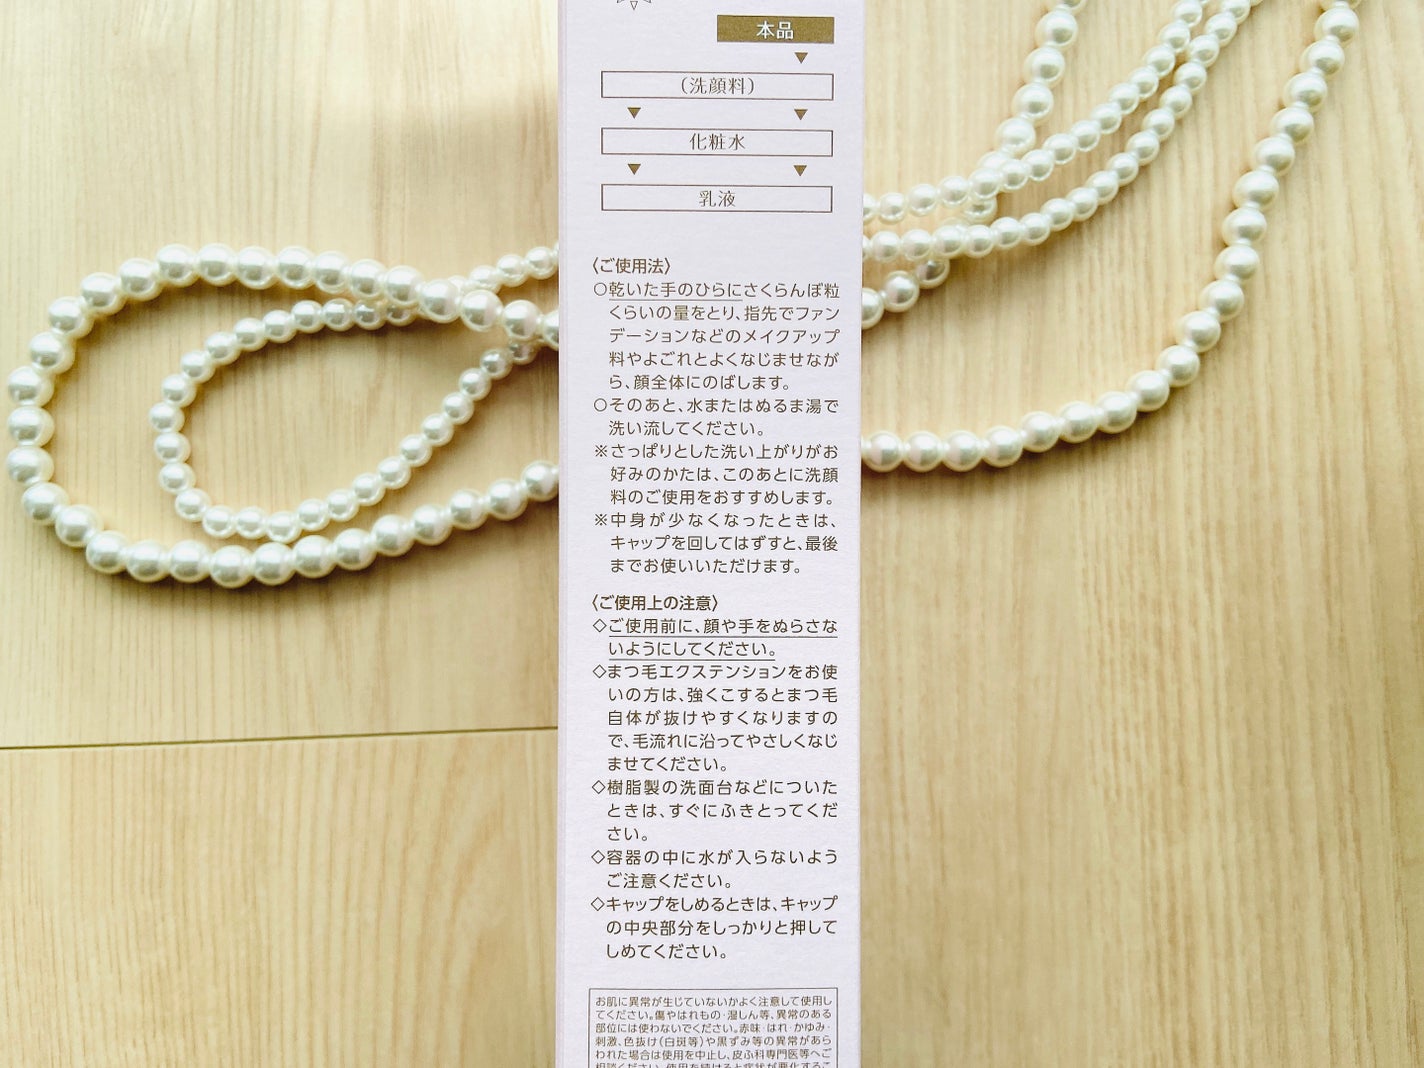 本品
(洗顔料)
化粧水
乳液
〈ご使用法〉
○乾いた手のひらにさくらんぼ粒
くらいの量をとり、指先でファン
デーションなどのメイクアップ
料やよごれとよくなじませなが
ら、顔全体にのばします。
○そのあと、水またはぬるま湯で
洗い流してください。
※さっぱりとした洗い上がりがお
好みのかたは、このあとに洗顔
料のご使用をおすすめします。
※中身が少なくなったときは、
キャップを回してはずすと、最後
までお使いいただけます。
〈ご使用上の注意〉
◇ご使用前に、顔や手をぬらさな
いようにしてください。
◇まつ毛エクステンションをお使
いの方は、強くこするとまつ毛
自体が抜けやすくなりますの
で、毛流れに沿ってやさしくなじ
ませてください。
◇樹脂製の洗面台などについた
ときは、すぐにふきとってくだ
さい。
◇容器の中に水が入らないよう
ご注意ください。
◇キャップをしめるときは、キャップ
の中央部分をしっかりと押して
しめてください。
お肌に異常が生じていないかよく注意して使用し
てください。傷やはれもの・湿しん等、異常のある
部位には使わないでください。赤味・はれ・かゆみ・
刺激、色抜け(白斑等)や黒ずみ等の異常があら
われた場合は使用を中止し、皮ふ科専門医等へご